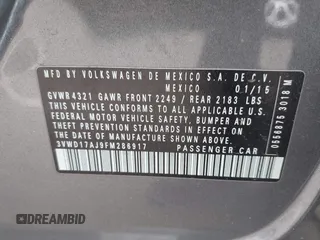 MFD. BY VOLKSWAGEN DE MEXICO S.A. DE C.V.
MEXICO 01/15
GVWR 4321 GAWR FRONT 2249 / REAR 2183 LBS
THIS VEHICLE CONFORMS TO ALL APPLICABLE U.S.
FEDERAL MOTOR VEHICLE SAFETY, BUMPER, AND
THEFT PREVENTION STANDARDS IN EFFECT ON THE
DATE OF MANUFACTURE SHOWN ABOVE.
3VWD17AJ9FM286917 PASSENGER CAR
0556875 3018 M
DREAMBID